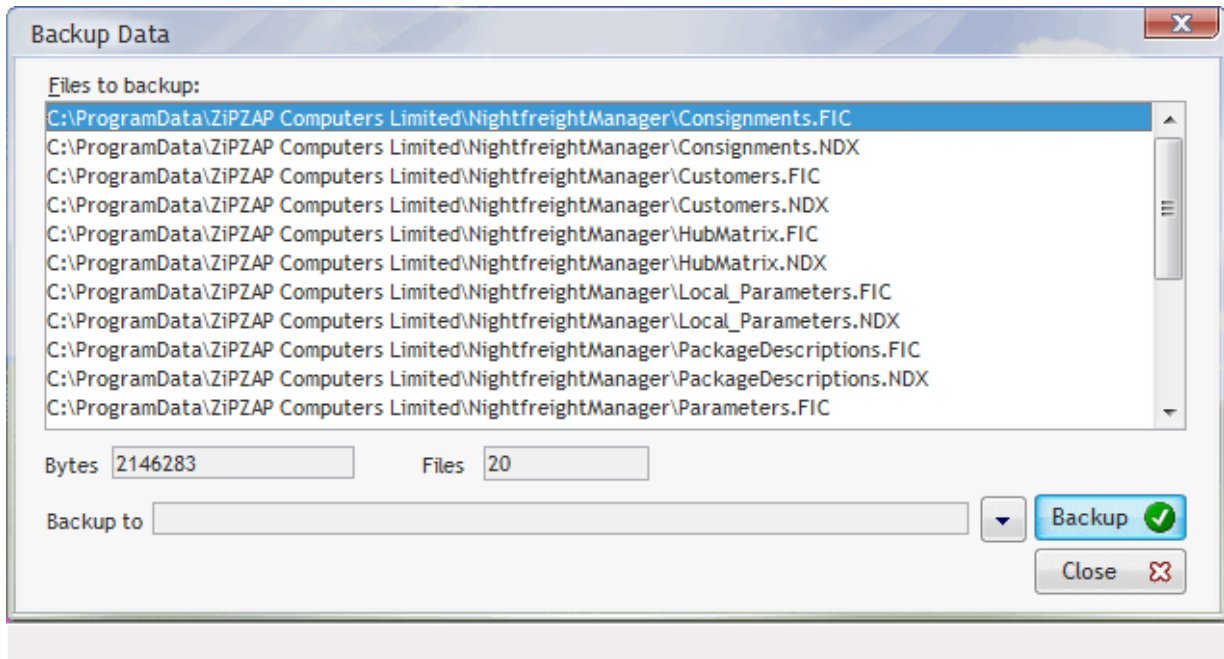 Backup Data
Files to backup:
C:\ProgramData\ZiPZAP Computers Limited\NightfreightManager\Consignments.FIC
C:\ProgramData\ZiPZAP Computers Limited\NightfreightManager\Consignments.NDX
C:\ProgramData\ZiPZAP Computers Limited\NightfreightManager\Customers.FIC
C:\ProgramData\ZiPZAP Computers Limited\NightfreightManager\Customers.NDX
C:\ProgramData\ZiPZAP Computers Limited\NightfreightManager\HubMatrix.FIC
C:\ProgramData\ZiPZAP Computers Limited\NightfreightManager\HubMatrix.NDX
C:\ProgramData\ZiPZAP Computers Limited\NightfreightManager\Local_Parameters.FIC
C:\ProgramData\ZiPZAP Computers Limited\NightfreightManager\Local_Parameters.NDX
C:\ProgramData\ZiPZAP Computers Limited\NightfreightManager\PackageDescriptions.FIC
C:\ProgramData\ZiPZAP Computers Limited\NightfreightManager\PackageDescriptions.NDX
C:\ProgramData\ZiPZAP Computers Limited\NightfreightManager\Parameters.FIC
Bytes 2146283 Files 20
Backup to Backup
Close